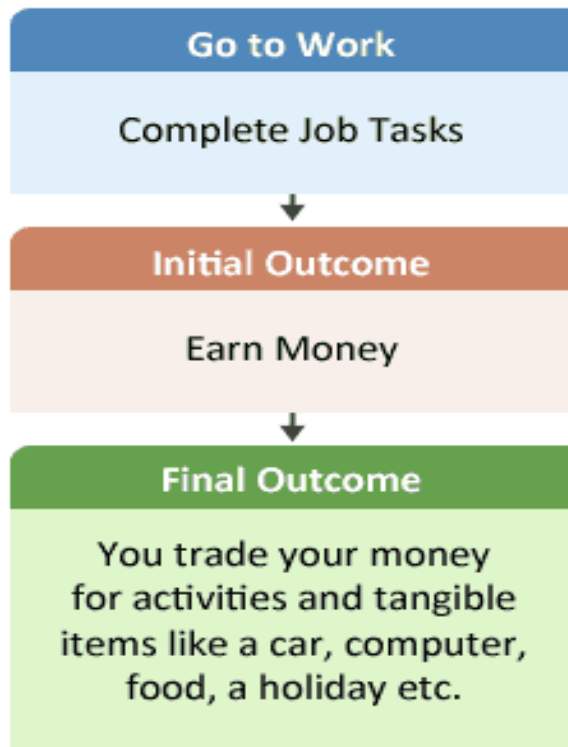 Go to Work
Complete Job Tasks
Initial Outcome
Earn Money
Final Outcome
You trade your money
for activities and tangible
items like a car, computer,
food, a holiday etc.